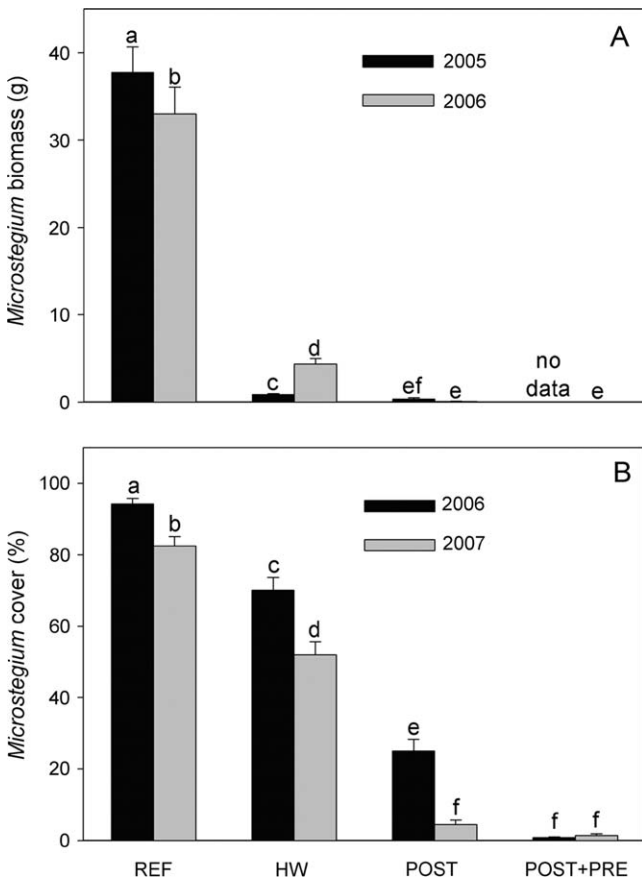 A
Microstegium biomass (g)
40
30
20
10
0
2005
2006
a
b
c
d
ef
e
no
data
e
B
Microstegium cover (%)
100
80
60
40
20
0
2006
2007
a
b
c
d
e
f
f
f
REF
HW
POST
POST+PRE